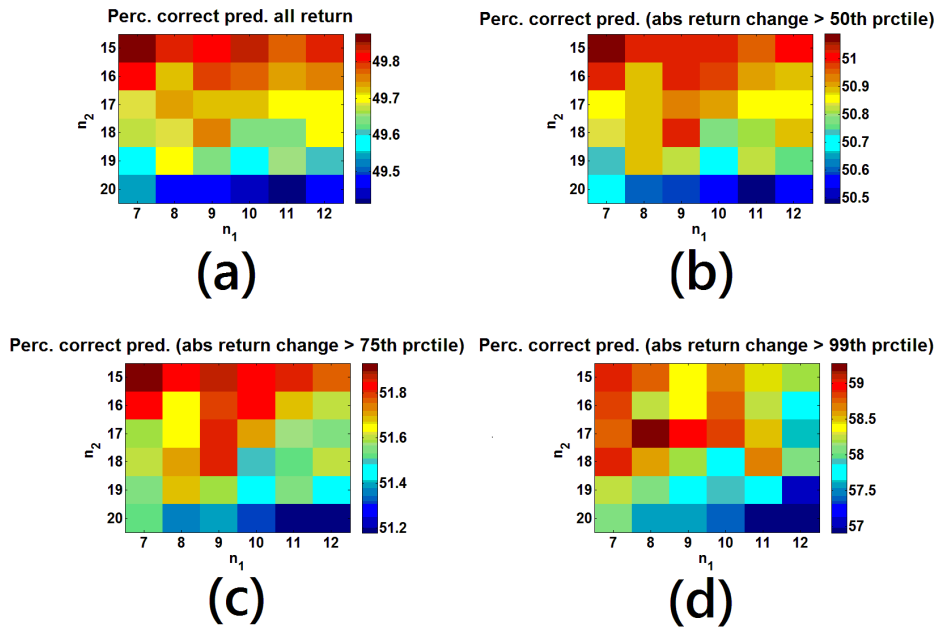 Perc. correct pred. all return
15
16
17
18
19
20
n2
7 8 9 10 11 12
n1
49.8
49.7
49.6
49.5
(a)
Perc. correct pred. (abs return change > 50th prctile)
15
16
17
18
19
20
n2
7 8 9 10 11 12
n1
51
50.9
50.8
50.7
50.6
50.5
(b)
Perc. correct pred. (abs return change > 75th prctile)
15
16
17
18
19
20
n2
7 8 9 10 11 12
n1
51.8
51.6
51.4
51.2
(c)
Perc. correct pred. (abs return change > 99th prctile)
15
16
17
18
19
20
n2
7 8 9 10 11 12
n1
59
58.5
58
57.5
57
(d)